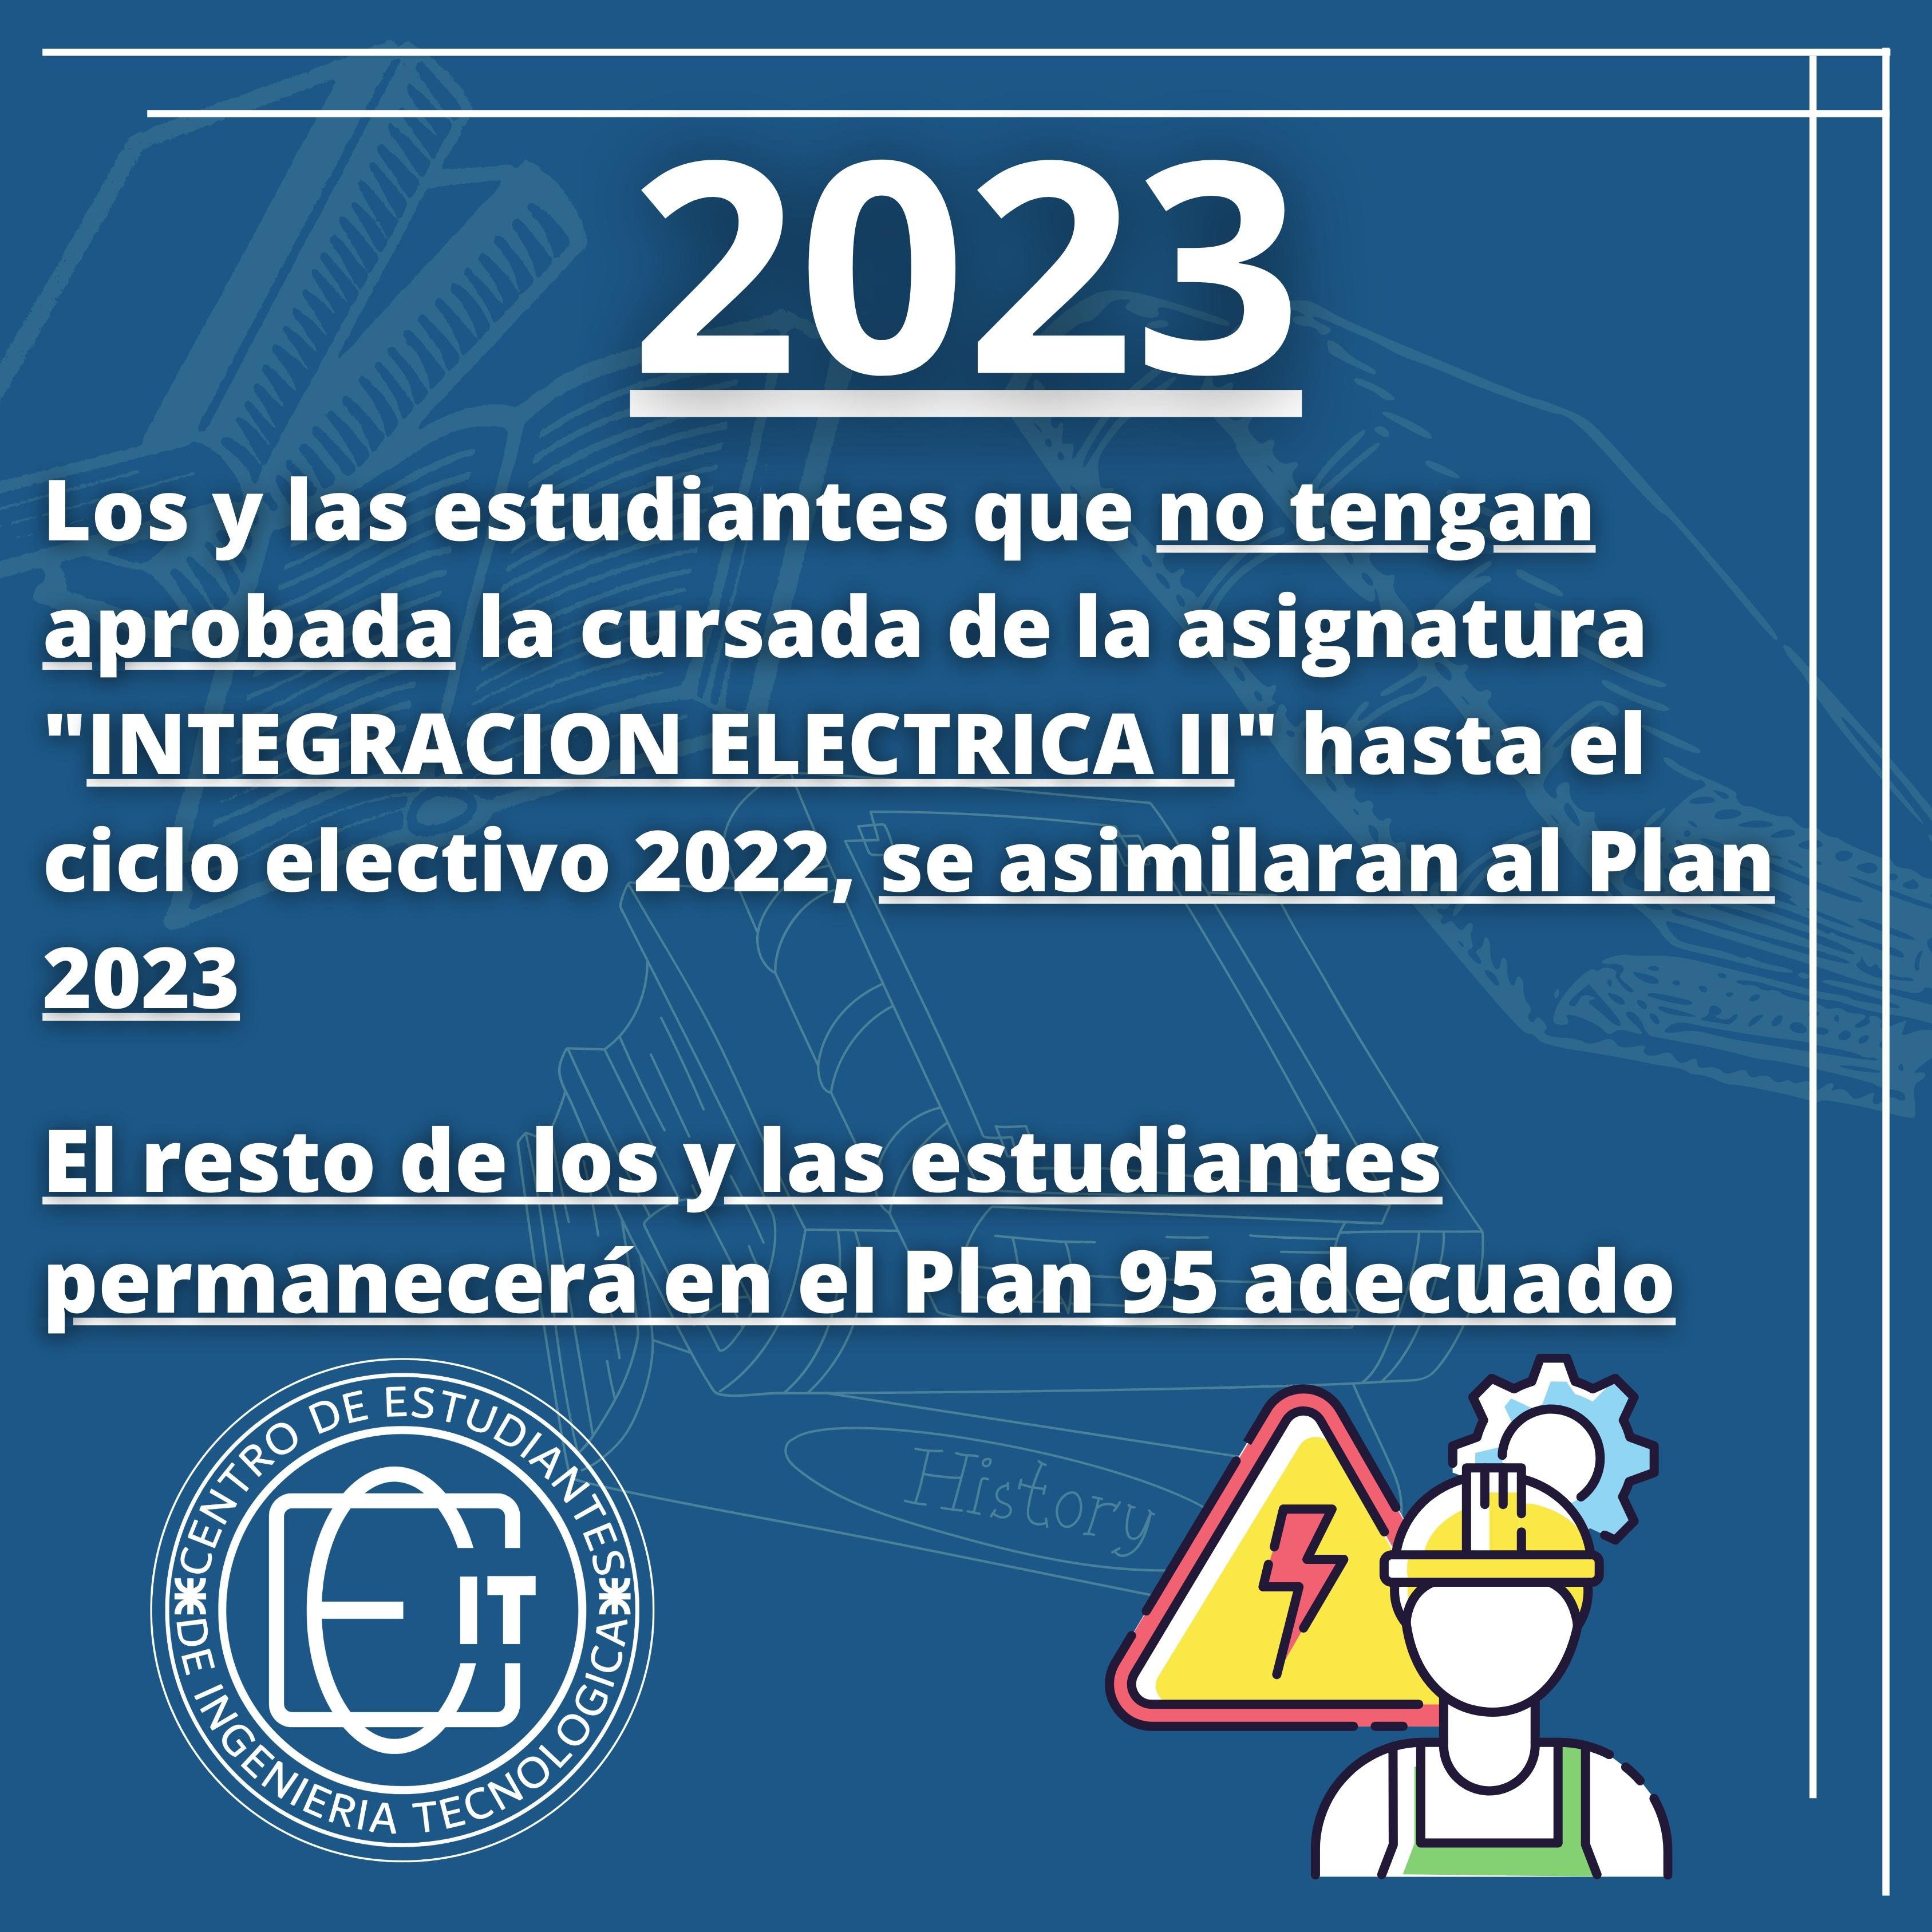 2023
Los y las estudiantes que no tengan
aprobada la cursada de la asignatura
"INTEGRACION ELECTRICA II" hasta el
ciclo electivo 2022, se asimilaran al Plan
2023
El resto de los y las estudiantes
permanecerá en el Plan 95 adecuado
History
CENTRO DE ESTUDIANTES
E IT
DE INGENIERIA TECNOLOGICA